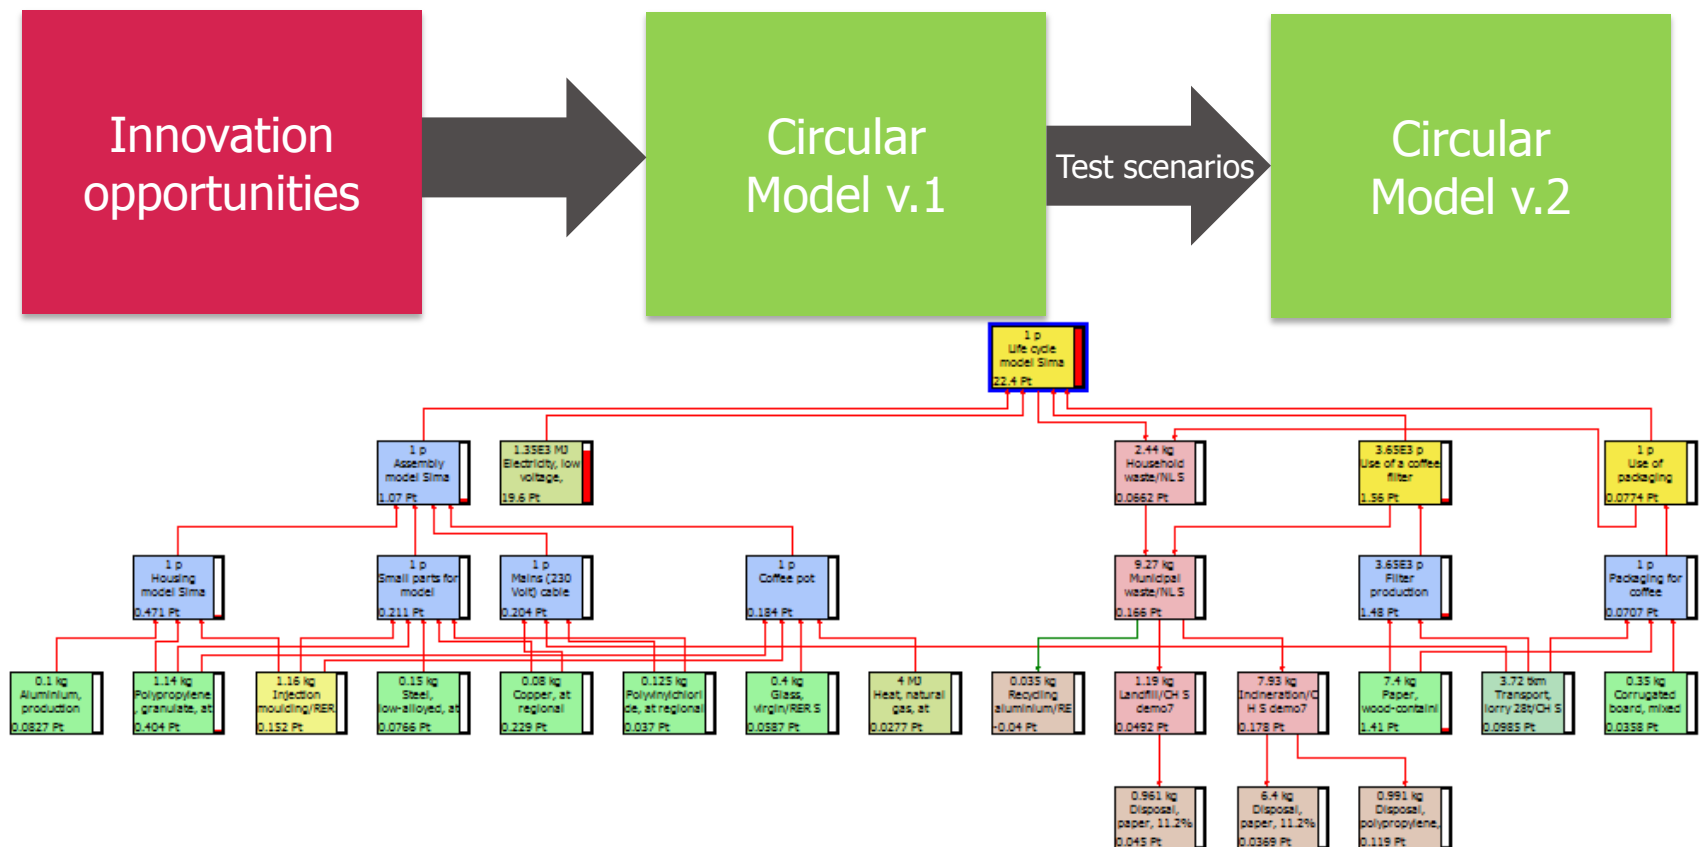 Innovation
opportunities
Circular
Model v.1
Test scenarios
Circular
Model v.2
1 p
Life cycle
model Sima
22.4 Pt
1 p
Assembly
model Sima
1.07 Pt
1.35E3 MJ
Electricity, low
voltage,
19.6 Pt
2.44 kg
Household
waste/NL S
0.0662 Pt
3.65E3 p
Use of a coffee
filter
1.56 Pt
1 p
Use of
packaging
0.0774 Pt
1 p
Housing
model Sima
0.471 Pt
1 p
Small parts for
model
0.211 Pt
1 p
Mains (230
Volt) cable
0.204 Pt
1 p
Coffee pot
0.184 Pt
9.27 kg
Municipal
waste/NL S
0.166 Pt
3.65E3 p
Filter
production
1.48 Pt
1 p
Packaging for
coffee
0.0707 Pt
0.1 kg
Aluminium,
production
0.0827 Pt
1.14 kg
Polypropylene
, granulate, at
0.404 Pt
1.16 kg
Injection
moulding/RER
0.152 Pt
0.15 kg
Steel,
low-alloyed, at
0.0766 Pt
0.08 kg
Copper, at
regional
0.229 Pt
0.125 kg
Polyvinylchlori
de, at regional
0.037 Pt
0.4 kg
Glass,
virgin/RER S
0.0587 Pt
4 MJ
Heat, natural
gas, at
0.0277 Pt
0.035 kg
Recycling
aluminium/RE
-0.04 Pt
1.19 kg
Landfill/CH S
demo7
0.0492 Pt
7.93 kg
Incineration/C
H S demo7
0.178 Pt
7.4 kg
Paper,
wood-containi
1.41 Pt
3.72 tkm
Transport,
lorry 28t/CH S
0.0985 Pt
0.35 kg
Corrugated
board, mixed
0.0358 Pt
0.961 kg
Disposal,
paper, 11.2%
0.045 Pt
6.4 kg
Disposal,
paper, 11.2%
0.0369 Pt
0.991 kg
Disposal,
polypropylene,
0.119 Pt